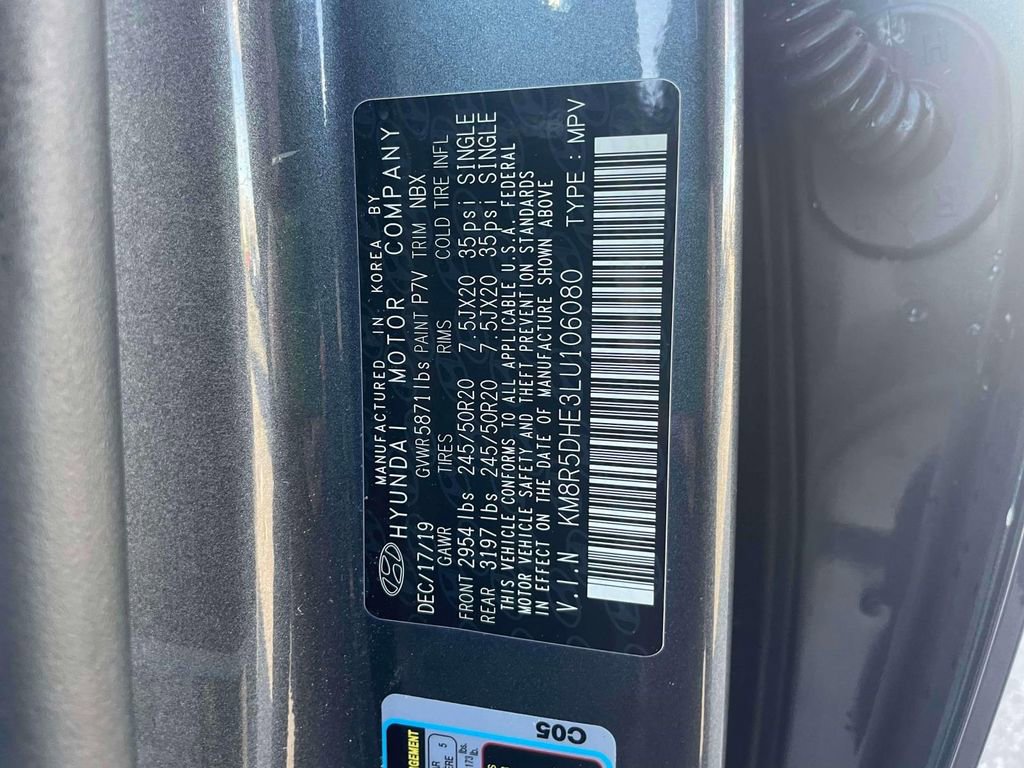 MANUFACTURED IN KOREA BY
HYUNDAI MOTOR COMPANY
DEC/17/19 GVWR 5871 lbs PAINT P7V TRIM NBX
GAWR TIRES RIMS COLD TIRE INFL
FRONT 2954 lbs 245/50R20 7.5JX20 35psi SINGLE
REAR 3197 lbs 245/50R20 7.5JX20 35psi SINGLE
THIS VEHICLE CONFORMS TO ALL APPLICABLE U.S.A. FEDERAL
MOTOR VEHICLE SAFETY AND THEFT PREVENTION STANDARDS
IN EFFECT ON THE DATE OF MANUFACTURE SHOWN ABOVE
V.I.N KM8R5DHE3LU106080 TYPE : MPV
C05
5
lbs.
lb.